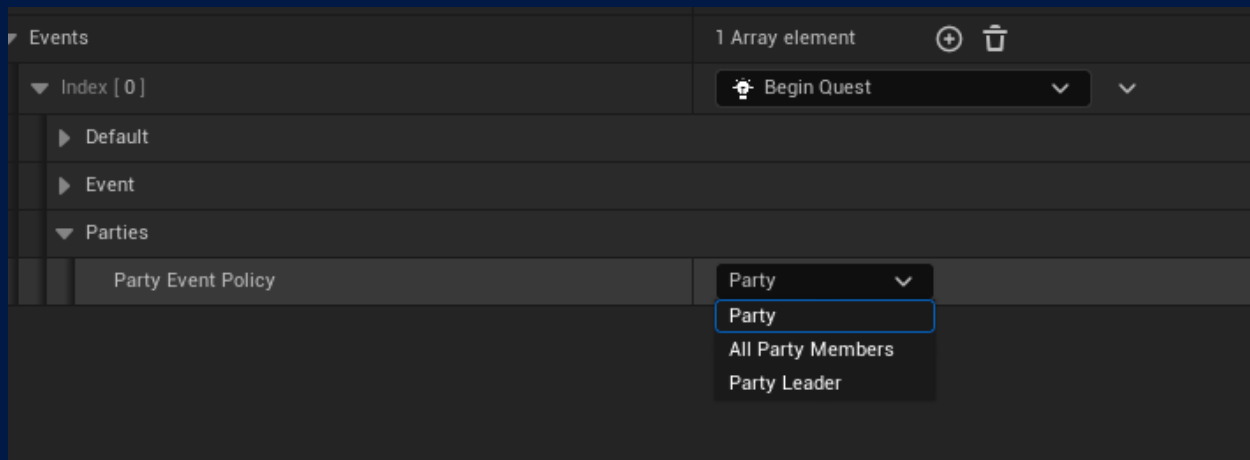 Events 1 Array element
Index [ 0 ] Begin Quest
Default
Event
Parties
Party Event Policy Party
Party
All Party Members
Party Leader